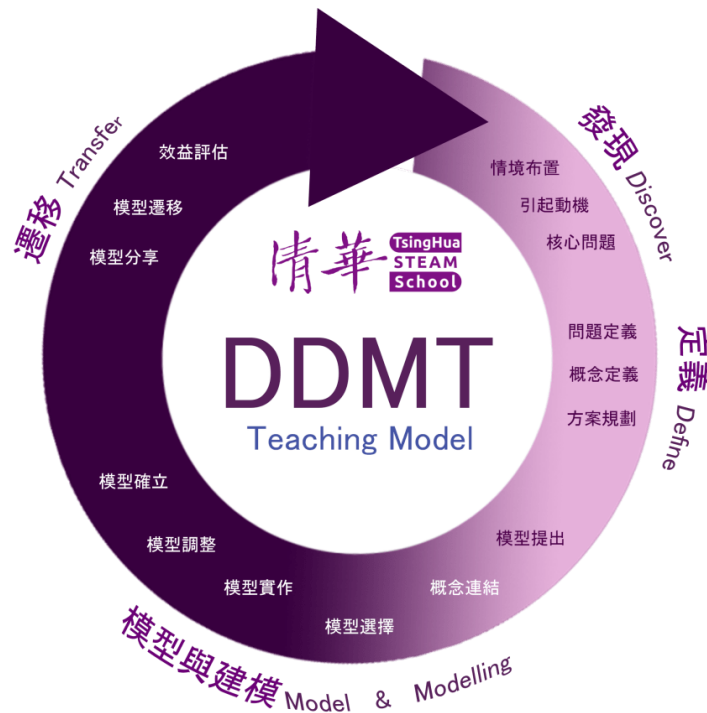 發現 Discover
情境布置
引起動機
核心問題
定義 Define
問題定義
概念定義
方案規劃
模型與建模 Model & Modelling
模型提出
概念連結
模型選擇
模型實作
模型調整
模型確立
遷移 Transfer
模型分享
模型遷移
效益評估
清華
TsingHua
STEAM
School
DDMT
Teaching Model